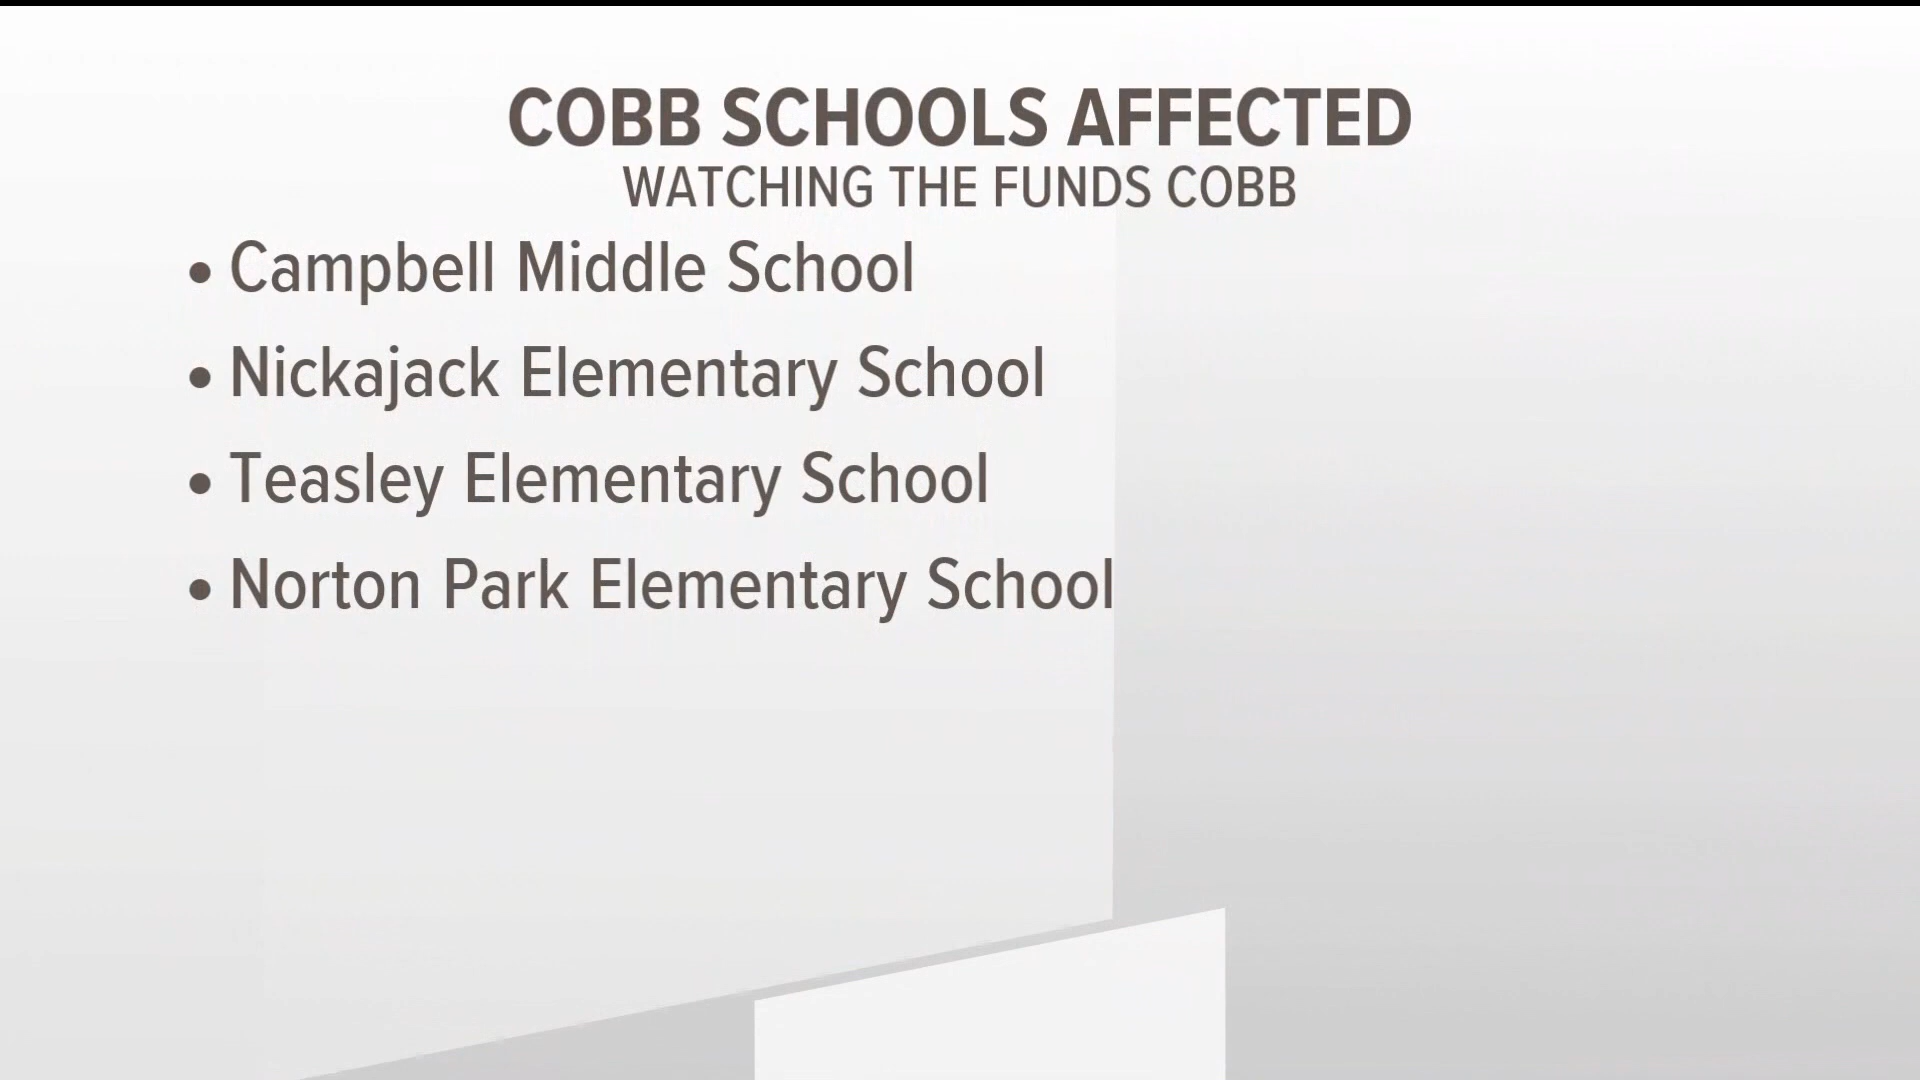 COBB SCHOOLS AFFECTED
WATCHING THE FUNDS COBB
• Campbell Middle School
• Nickajack Elementary School
• Teasley Elementary School
• Norton Park Elementary School